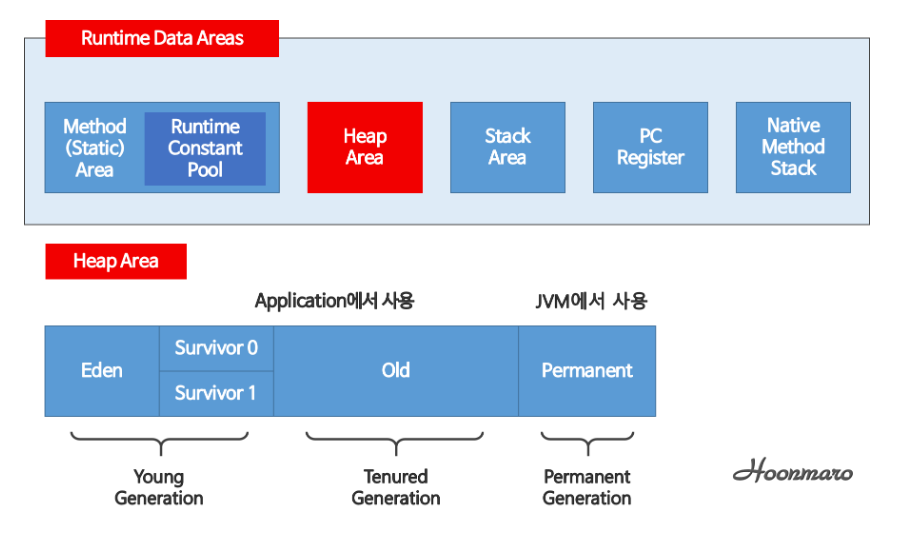 Runtime Data Areas
Method
(Static)
Area
Runtime
Constant
Pool
Heap
Area
Stack
Area
PC
Register
Native
Method
Stack
Heap Area
Application에서 사용
JVM에서 사용
Eden
Survivor 0
Survivor 1
Old
Permanent
Young
Generation
Tenured
Generation
Permanent
Generation
Hoonmaro